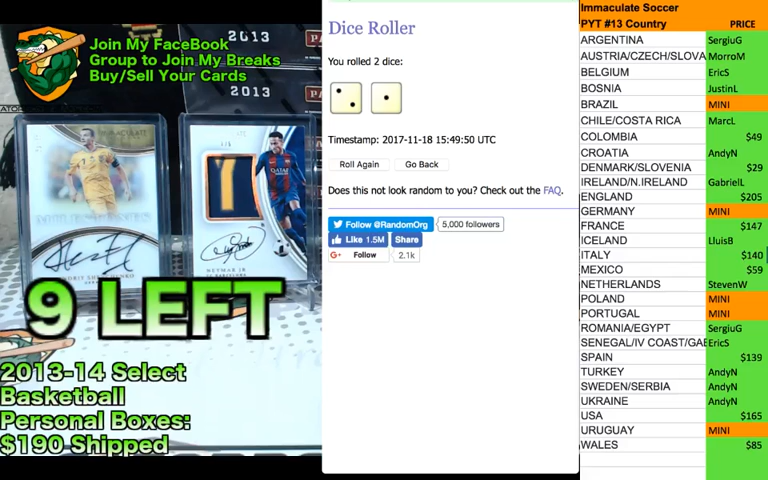 Join My FaceBook
Group to Join My Breaks
Buy/Sell Your Cards
2013
2013
9 LEFT
2013-14 Select
Basketball
Personal Boxes:
$190 Shipped
Dice Roller
You rolled 2 dice:
Timestamp: 2017-11-18 15:49:50 UTC
Roll Again Go Back
Does this not look random to you? Check out the FAQ.
Follow @RandomOrg 5,000 followers
Like 1.5M Share
G+ Follow 2.1k
Immaculate Soccer
PYT #13 Country PRICE
ARGENTINA SergiuG
AUSTRIA/CZECH/SLOVA MorroM
BELGIUM EricS
BOSNIA JustinL
BRAZIL MINI
CHILE/COSTA RICA MarcL
COLOMBIA $49
CROATIA AndyN
DENMARK/SLOVENIA $29
IRELAND/N.IRELAND GabrielL
ENGLAND $205
GERMANY MINI
FRANCE $147
ICELAND LluisB
ITALY $140
MEXICO $59
NETHERLANDS StevenW
POLAND MINI
PORTUGAL MINI
ROMANIA/EGYPT SergiuG
SENEGAL/IV COAST/GAB EricS
SPAIN $139
TURKEY AndyN
SWEDEN/SERBIA AndyN
UKRAINE AndyN
USA $165
URUGUAY MINI
WALES $85